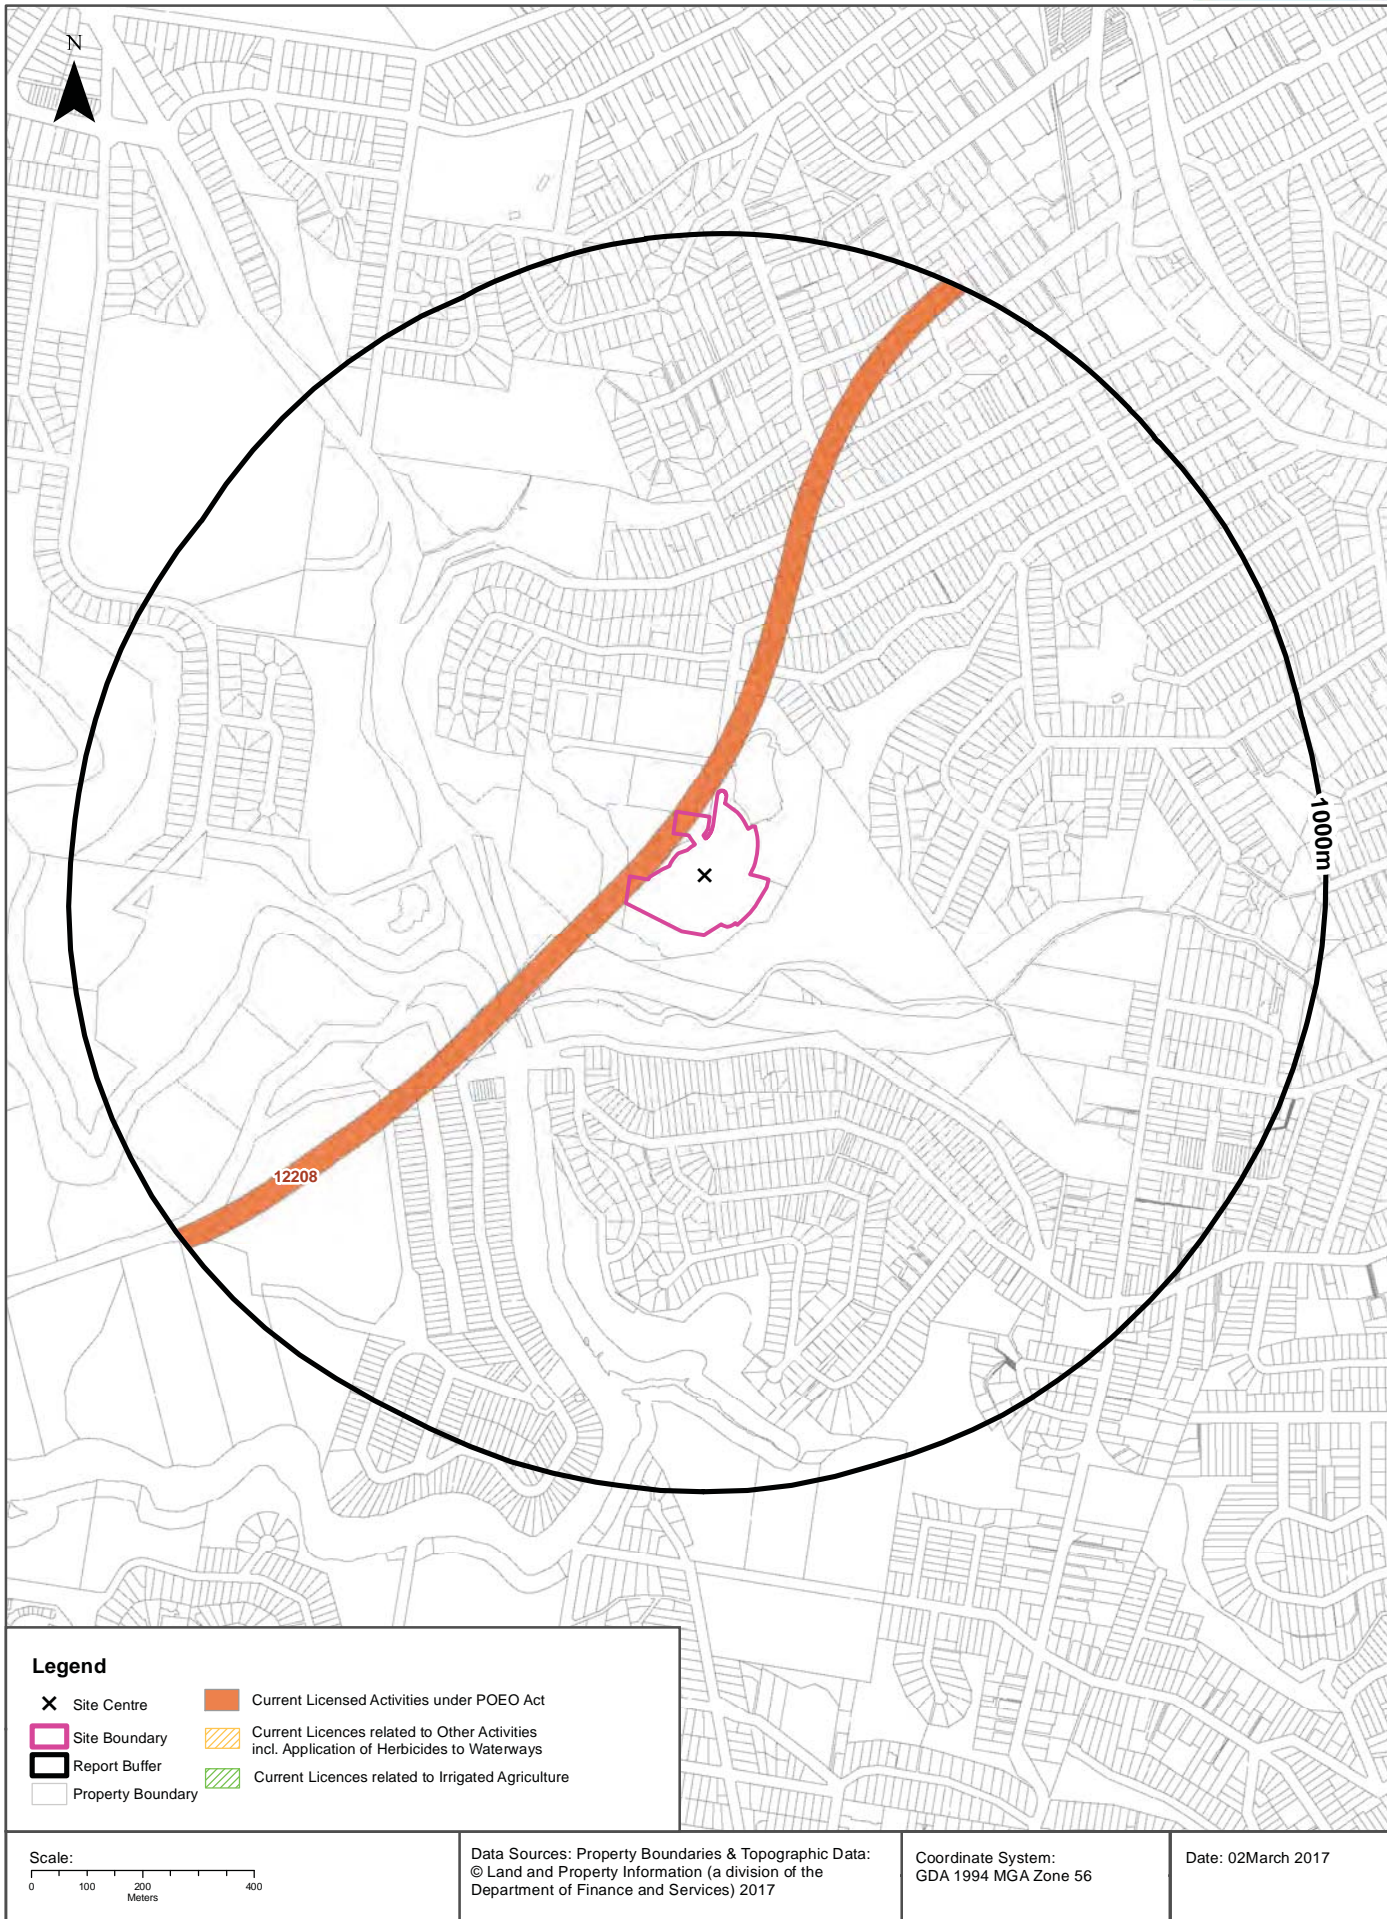 N
1000m
12208
Legend
Site Centre
Site Boundary
Report Buffer
Property Boundary
Current Licensed Activities under POEO Act
Current Licences related to Other Activities
incl. Application of Herbicides to Waterways
Current Licences related to Irrigated Agriculture
Scale:
0 100 200 400
Meters
Data Sources: Property Boundaries & Topographic Data:
© Land and Property Information (a division of the
Department of Finance and Services) 2017
Coordinate System:
GDA 1994 MGA Zone 56
Date: 02March 2017